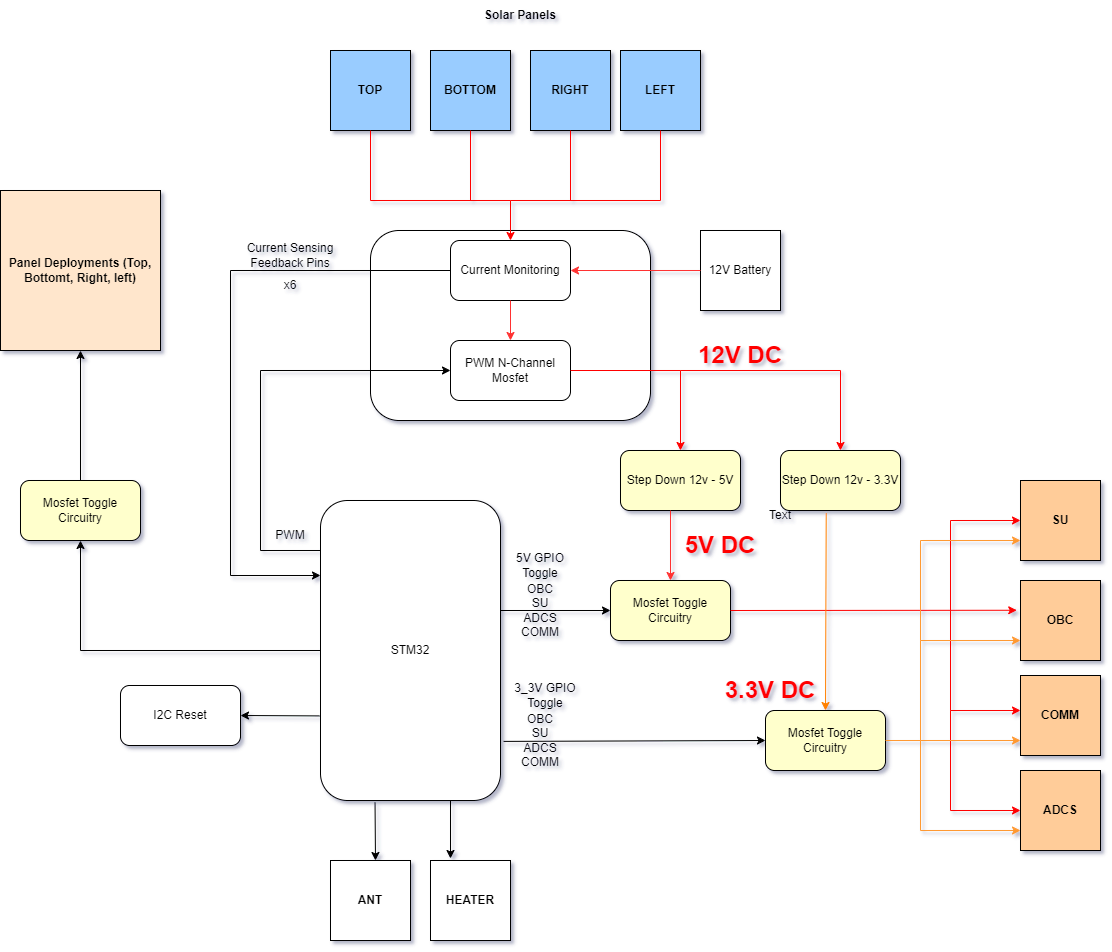 Solar Panels
TOP
BOTTOM
RIGHT
LEFT
Panel Deployments (Top,
Bottomt, Right, left)
Current Sensing
Feedback Pins
x6
Current Monitoring
12V Battery
PWM N-Channel
Mosfet
12V DC
Mosfet Toggle
Circuitry
Step Down 12v - 5V
Step Down 12v - 3.3V
Text
SU
PWM
5V DC
5V GPIO
Toggle
OBC
SU
ADCS
COMM
Mosfet Toggle
Circuitry
OBC
STM32
3_3V GPIO
Toggle
OBC
SU
ADCS
COMM
3.3V DC
I2C Reset
Mosfet Toggle
Circuitry
COMM
ADCS
ANT
HEATER